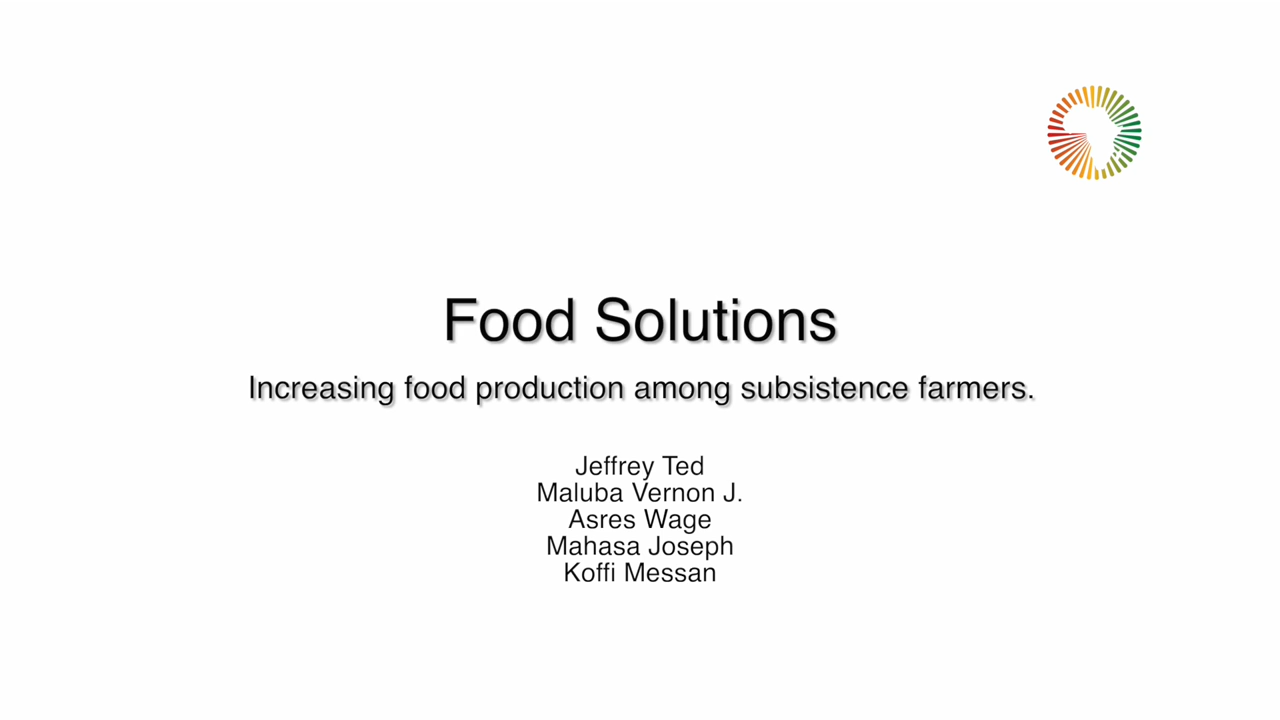 Food Solutions
Increasing food production among subsistence farmers.
Jeffrey Ted
Maluba Vernon J.
Asres Wage
Mahasa Joseph
Koffi Messan